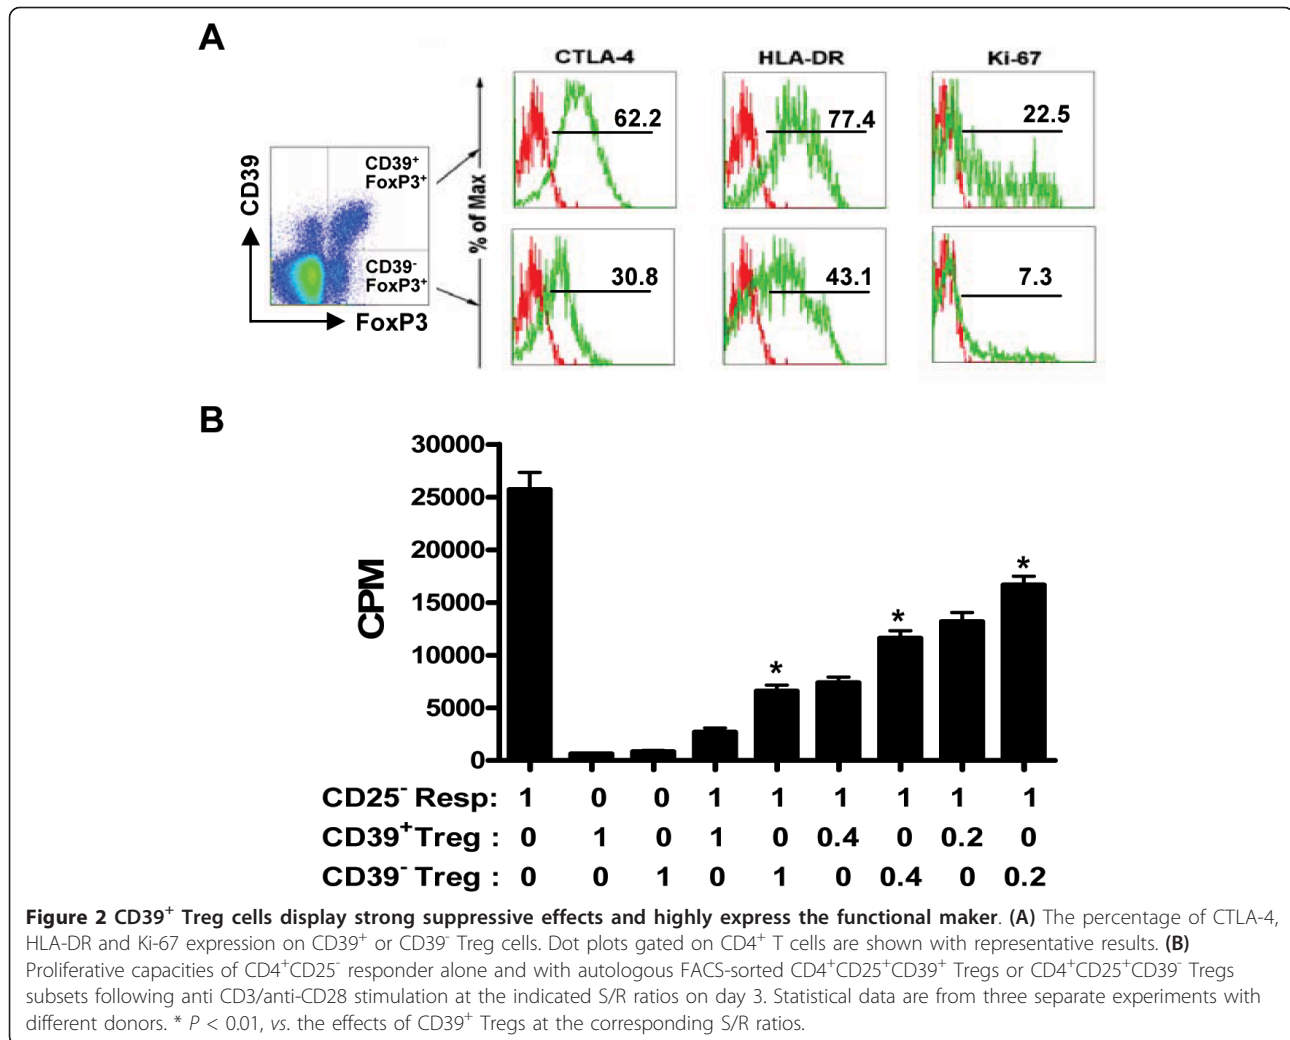 A
CTLA-4 HLA-DR Ki-67
62.2 77.4 22.5
CD39
CD39⁺
FoxP3⁺
% of Max
CD39⁻
FoxP3⁺
30.8 43.1 7.3
FoxP3
B
30000
25000
20000
15000
10000
5000
0
CPM
* * *
CD25⁻ Resp: 1 0 0 1 1 1 1 1 1
CD39⁺ Treg : 0 1 0 1 0 0.4 0 0.2 0
CD39⁻ Treg : 0 0 1 0 1 0 0.4 0 0.2
Figure 2 CD39⁺ Treg cells display strong suppressive effects and highly express the functional maker. (A) The percentage of CTLA-4,
HLA-DR and Ki-67 expression on CD39⁺ or CD39⁻ Treg cells. Dot plots gated on CD4⁺ T cells are shown with representative results. (B)
Proliferative capacities of CD4⁺CD25⁻ responder alone and with autologous FACS-sorted CD4⁺CD25⁺CD39⁺ Tregs or CD4⁺CD25⁺CD39⁻ Tregs
subsets following anti CD3/anti-CD28 stimulation at the indicated S/R ratios on day 3. Statistical data are from three separate experiments with
different donors. * P < 0.01, vs. the effects of CD39⁺ Tregs at the corresponding S/R ratios.